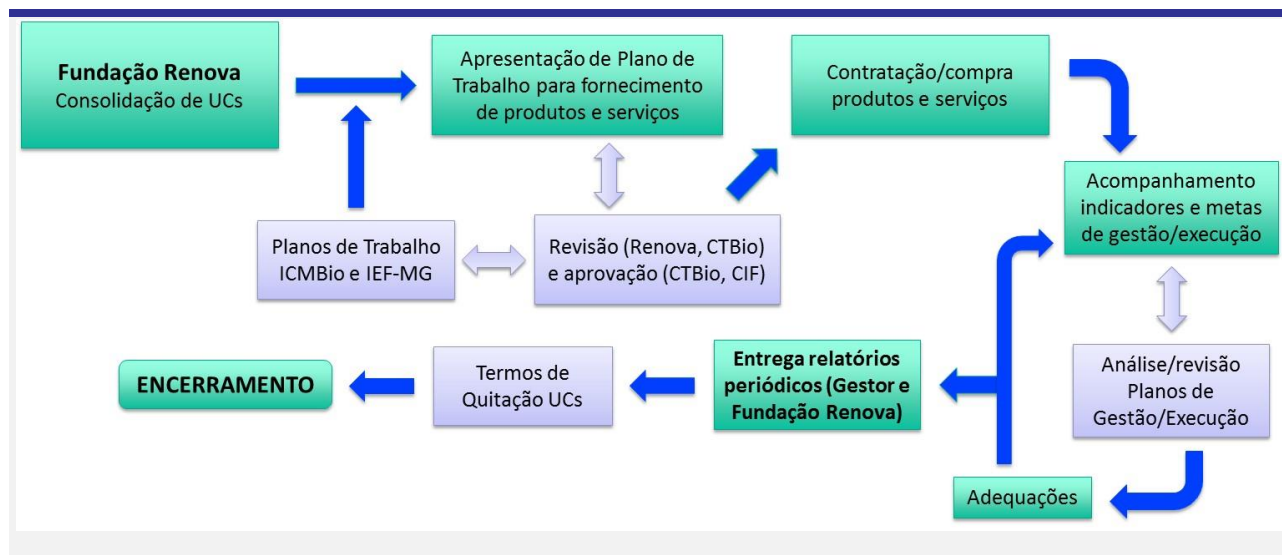 Fundação Renova
Consolidação de UCs
Apresentação de Plano de
Trabalho para fornecimento
de produtos e serviços
Contratação/compra
produtos e serviços
Acompanhamento
indicadores e metas
de gestão/execução
Planos de Trabalho
ICMBio e IEF-MG
Revisão (Renova, CTBio)
e aprovação (CTBio, CIF)
ENCERRAMENTO
Termos de
Quitação UCs
Entrega relatórios
periódicos (Gestor e
Fundação Renova)
Análise/revisão
Planos de
Gestão/Execução
Adequações